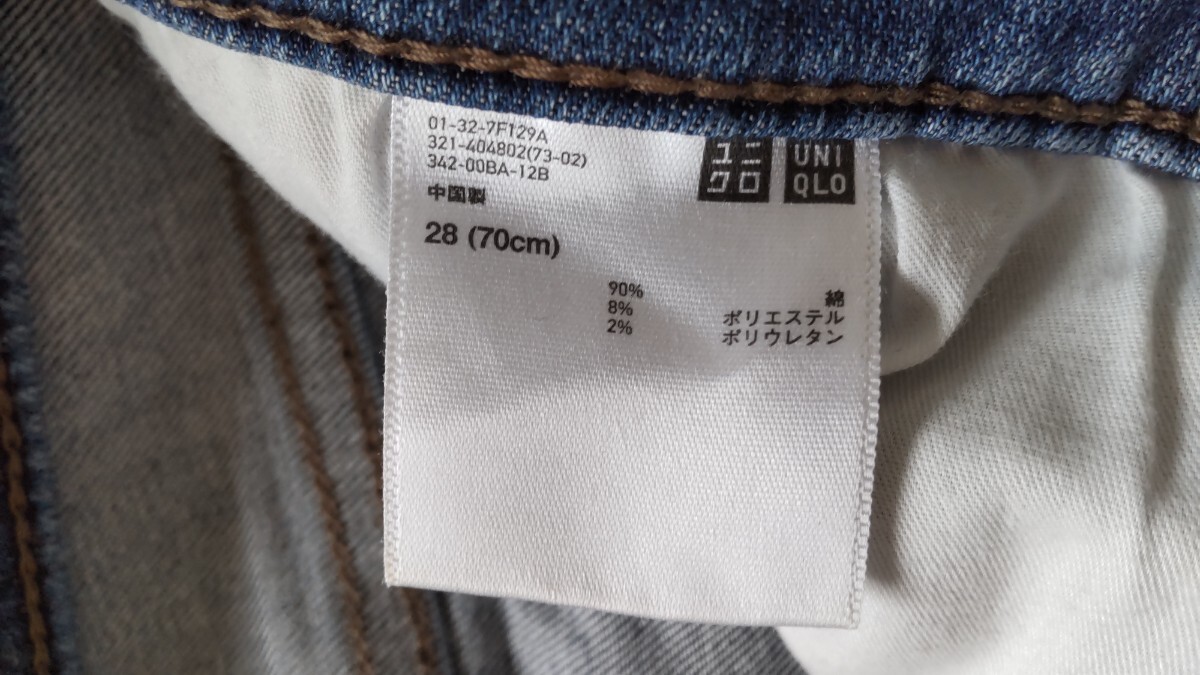 01-32-7F129A
321-404802(73-02)
342-00BA-12B
中国製
ユニ
クロ
UNI
QLO
28 (70cm)
90% 綿
8% ポリエステル
2% ポリウレタン